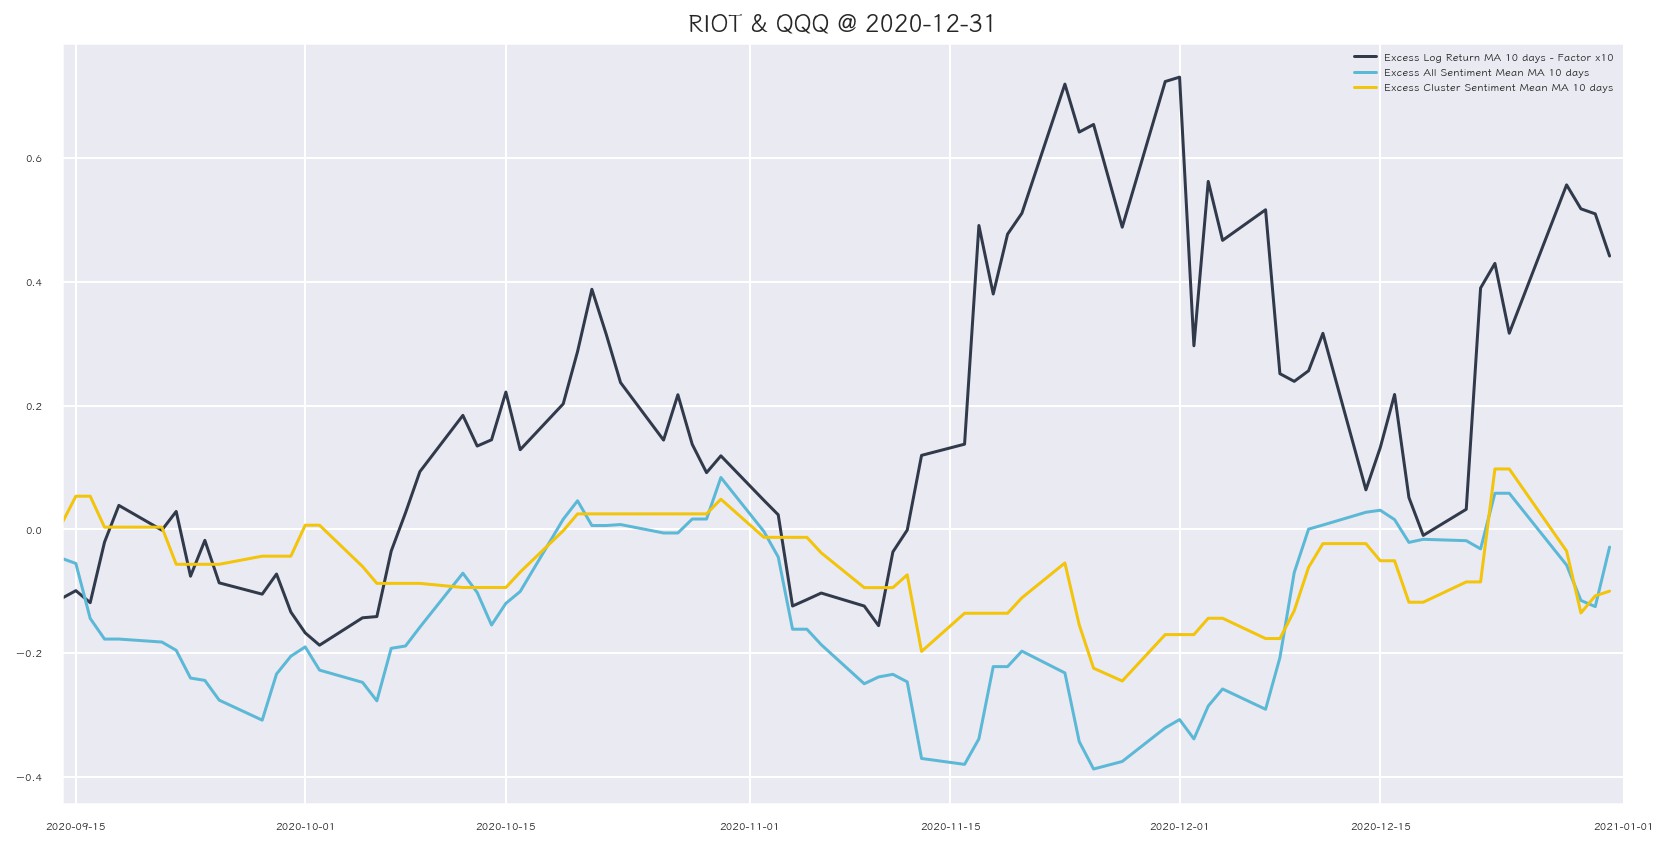 RIOT & QQQ @ 2020-12-31
Excess Log Return MA 10 days - Factor x10
Excess All Sentiment Mean MA 10 days
Excess Cluster Sentiment Mean MA 10 days
0.6
0.4
0.2
0.0
−0.2
−0.4
2020-09-15 2020-10-01 2020-10-15 2020-11-01 2020-11-15 2020-12-01 2020-12-15 2021-01-01